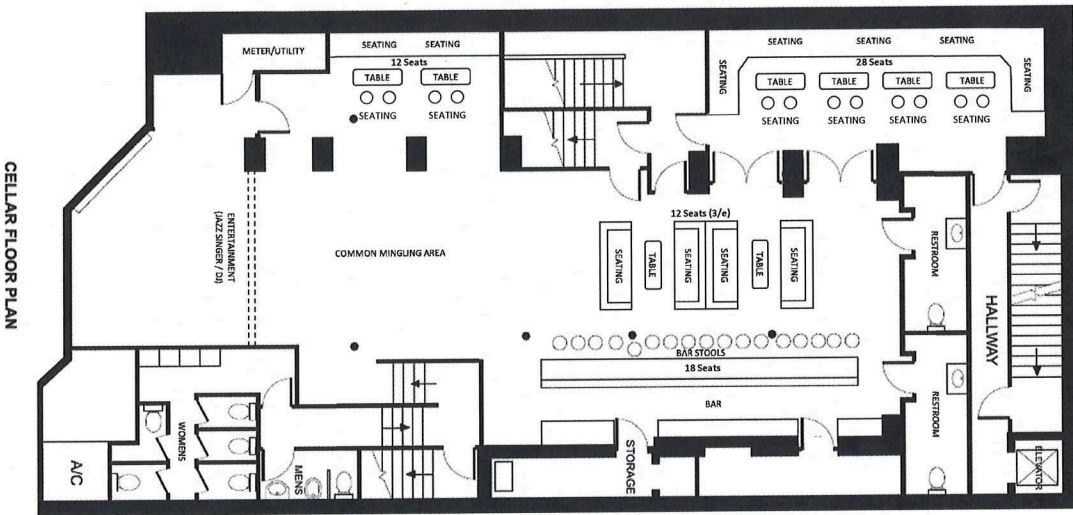 METER/UTILITY
SEATING SEATING
12 Seats
TABLE TABLE
SEATING SEATING
SEATING SEATING SEATING
28 Seats
SEATING
SEATING
TABLE TABLE TABLE TABLE
SEATING SEATING SEATING SEATING
CELLAR FLOOR PLAN
ENTERTAINMENT
(JAZZ SINGER / DJ)
COMMON MINGLING AREA
12 Seats (3/e)
SEATING
TABLE
SEATING
SEATING
TABLE
SEATING
RESTROOM
HALLWAY
BAR STOOLS
18 Seats
BAR
RESTROOM
WOMENS
A/C
MENS
STORAGE
ELEVATOR